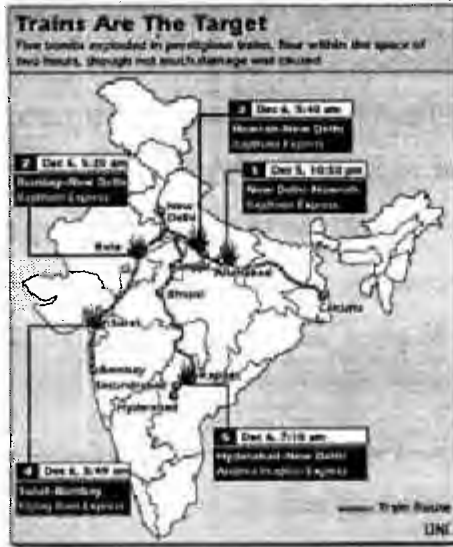 Trains Are The Target
Five bombs exploded in prestigious trains, four within the space of
two hours, though not much damage was caused
3 Dec 6, 5:40 am
Howrah-New Delhi
Rajdhani Express
2 Dec 6, 5:20 am
Bombay-New Delhi
Rajdhani Express
1 Dec 5, 10:50 pm
New Delhi-Howrah
Rajdhani Express
New
Delhi
Kota
Kanpur
Allahabad
Calcutta
Bhopal
Surat
Bombay
Secunderabad
Kazipet
Hyderabad
5 Dec 6, 7:10 am
Hyderabad-New Delhi
Andhra Pradesh Express
4 Dec 6, 5:49 am
Surat-Bombay
Flying Rani Express
Train Route